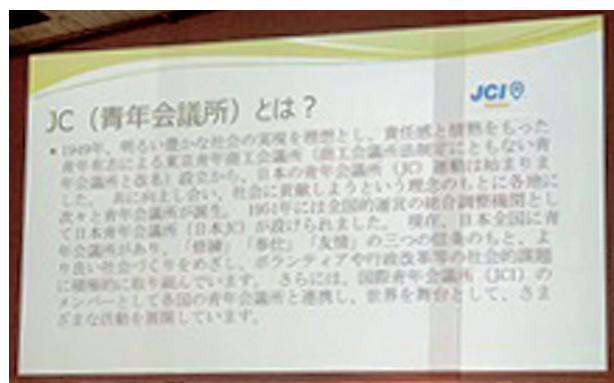 JCI
JC(青年会議所)とは？
• 1949年、明るい豊かな社会の実現を理想とし、責任感と情熱をもった
青年有志による東京青年商工会議所(商工会議所法制定にともない青
年会議所と改名)設立から、日本の青年会議所(JC)運動は始まりま
した。 共に向上し合い、社会に貢献しようという理念のもとに各地に
次々と青年会議所が誕生。 1951年には全国的運営の総合調整機関とし
て日本青年会議所(日本JC)が設けられました。 現在、日本全国に青
年会議所があり、「修練」「奉仕」「友情」の三つの信条のもと、よ
り良い社会づくりをめざし、ボランティアや行政改革等の社会的課題
に積極的に取り組んでいます。 さらには、国際青年会議所(JCI)の
メンバーとして各国の青年会議所と連携し、世界を舞台として、さま
ざまな活動を展開しています。